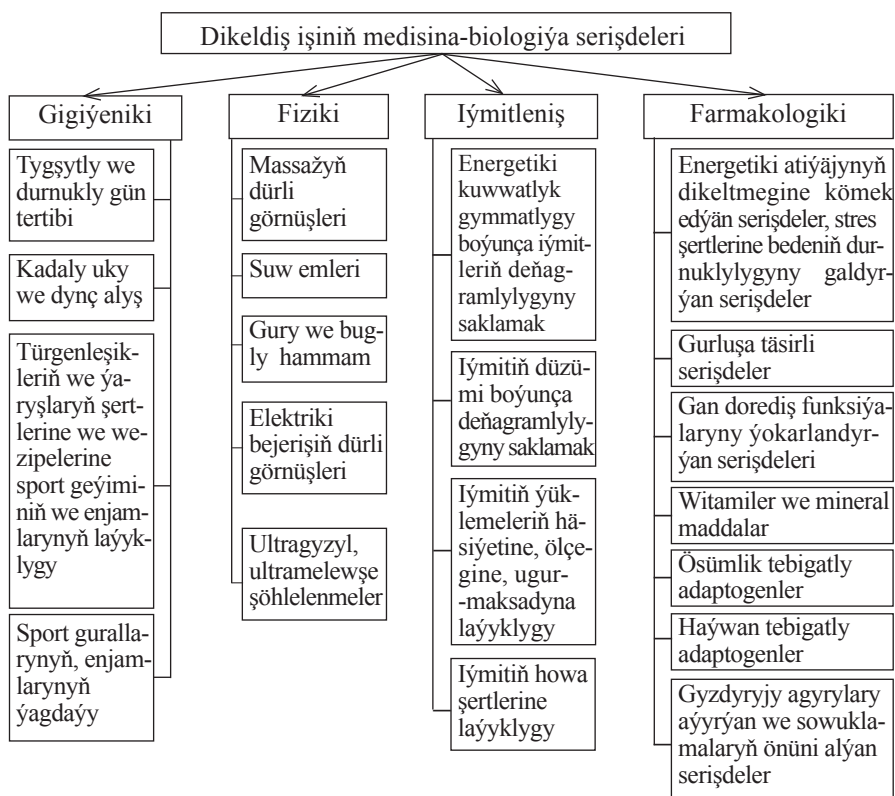 Dikeldiş işiniň medisina-biologiýa serişdeleri
Gigiýeniki
Tygşytly we
durnukly gün
tertibi
Kadaly uky
we dynç alyş
Türgenleşik-
leriň we ýa-
ryşlaryň şert-
lerine we we-
zipelerine
sport geýimi-
niň we enjam-
larynyň laýyk-
lygy
Sport guralla-
rynyň, enjam-
larynyň
ýagdaýy
Fiziki
Massažyň
dürli
görnüşleri
Suw emleri
Gury we bug-
ly hammam
Elektriki
bejerişiň dürli
görnüşleri
Ultragyzyl,
ultramelewşe
şöhlelenmeler
Iýmitleniş
Energetiki
kuwwatlyk
gymmatlygy
boýunça iýmit-
leriň deňag-
ramlylygyny
saklamak
Iýmitiň düzü-
mi boýunça
deňagramlyly-
gyny saklamak
Iýmitiň ýük-
lemeleriň hä-
siýetine, ölçe-
gine, ugur-
-maksadyna
laýyklygy
Iýmitiň howa
şertlerine
laýyklygy
Farmakologiki
Energetiki atiýäjynyň
dikeltmegine kömek
edýän serişdeler, stres
şertlerine bedeniň dur-
nuklylygyny galdyr-
ýan serişdeler
Gurluşa täsirli
serişdeler
Gan dorediş funksiýa-
laryny ýokarlandyr-
ýan serişdeleri
Witamiler we mineral
maddalar
Ösümlik tebigatly
adaptogenler
Haýwan tebigatly
adaptogenler
Gyzdyryjy agyrylary
aýyrýan we sowukla-
malaryň önüni alýan
serişdeler